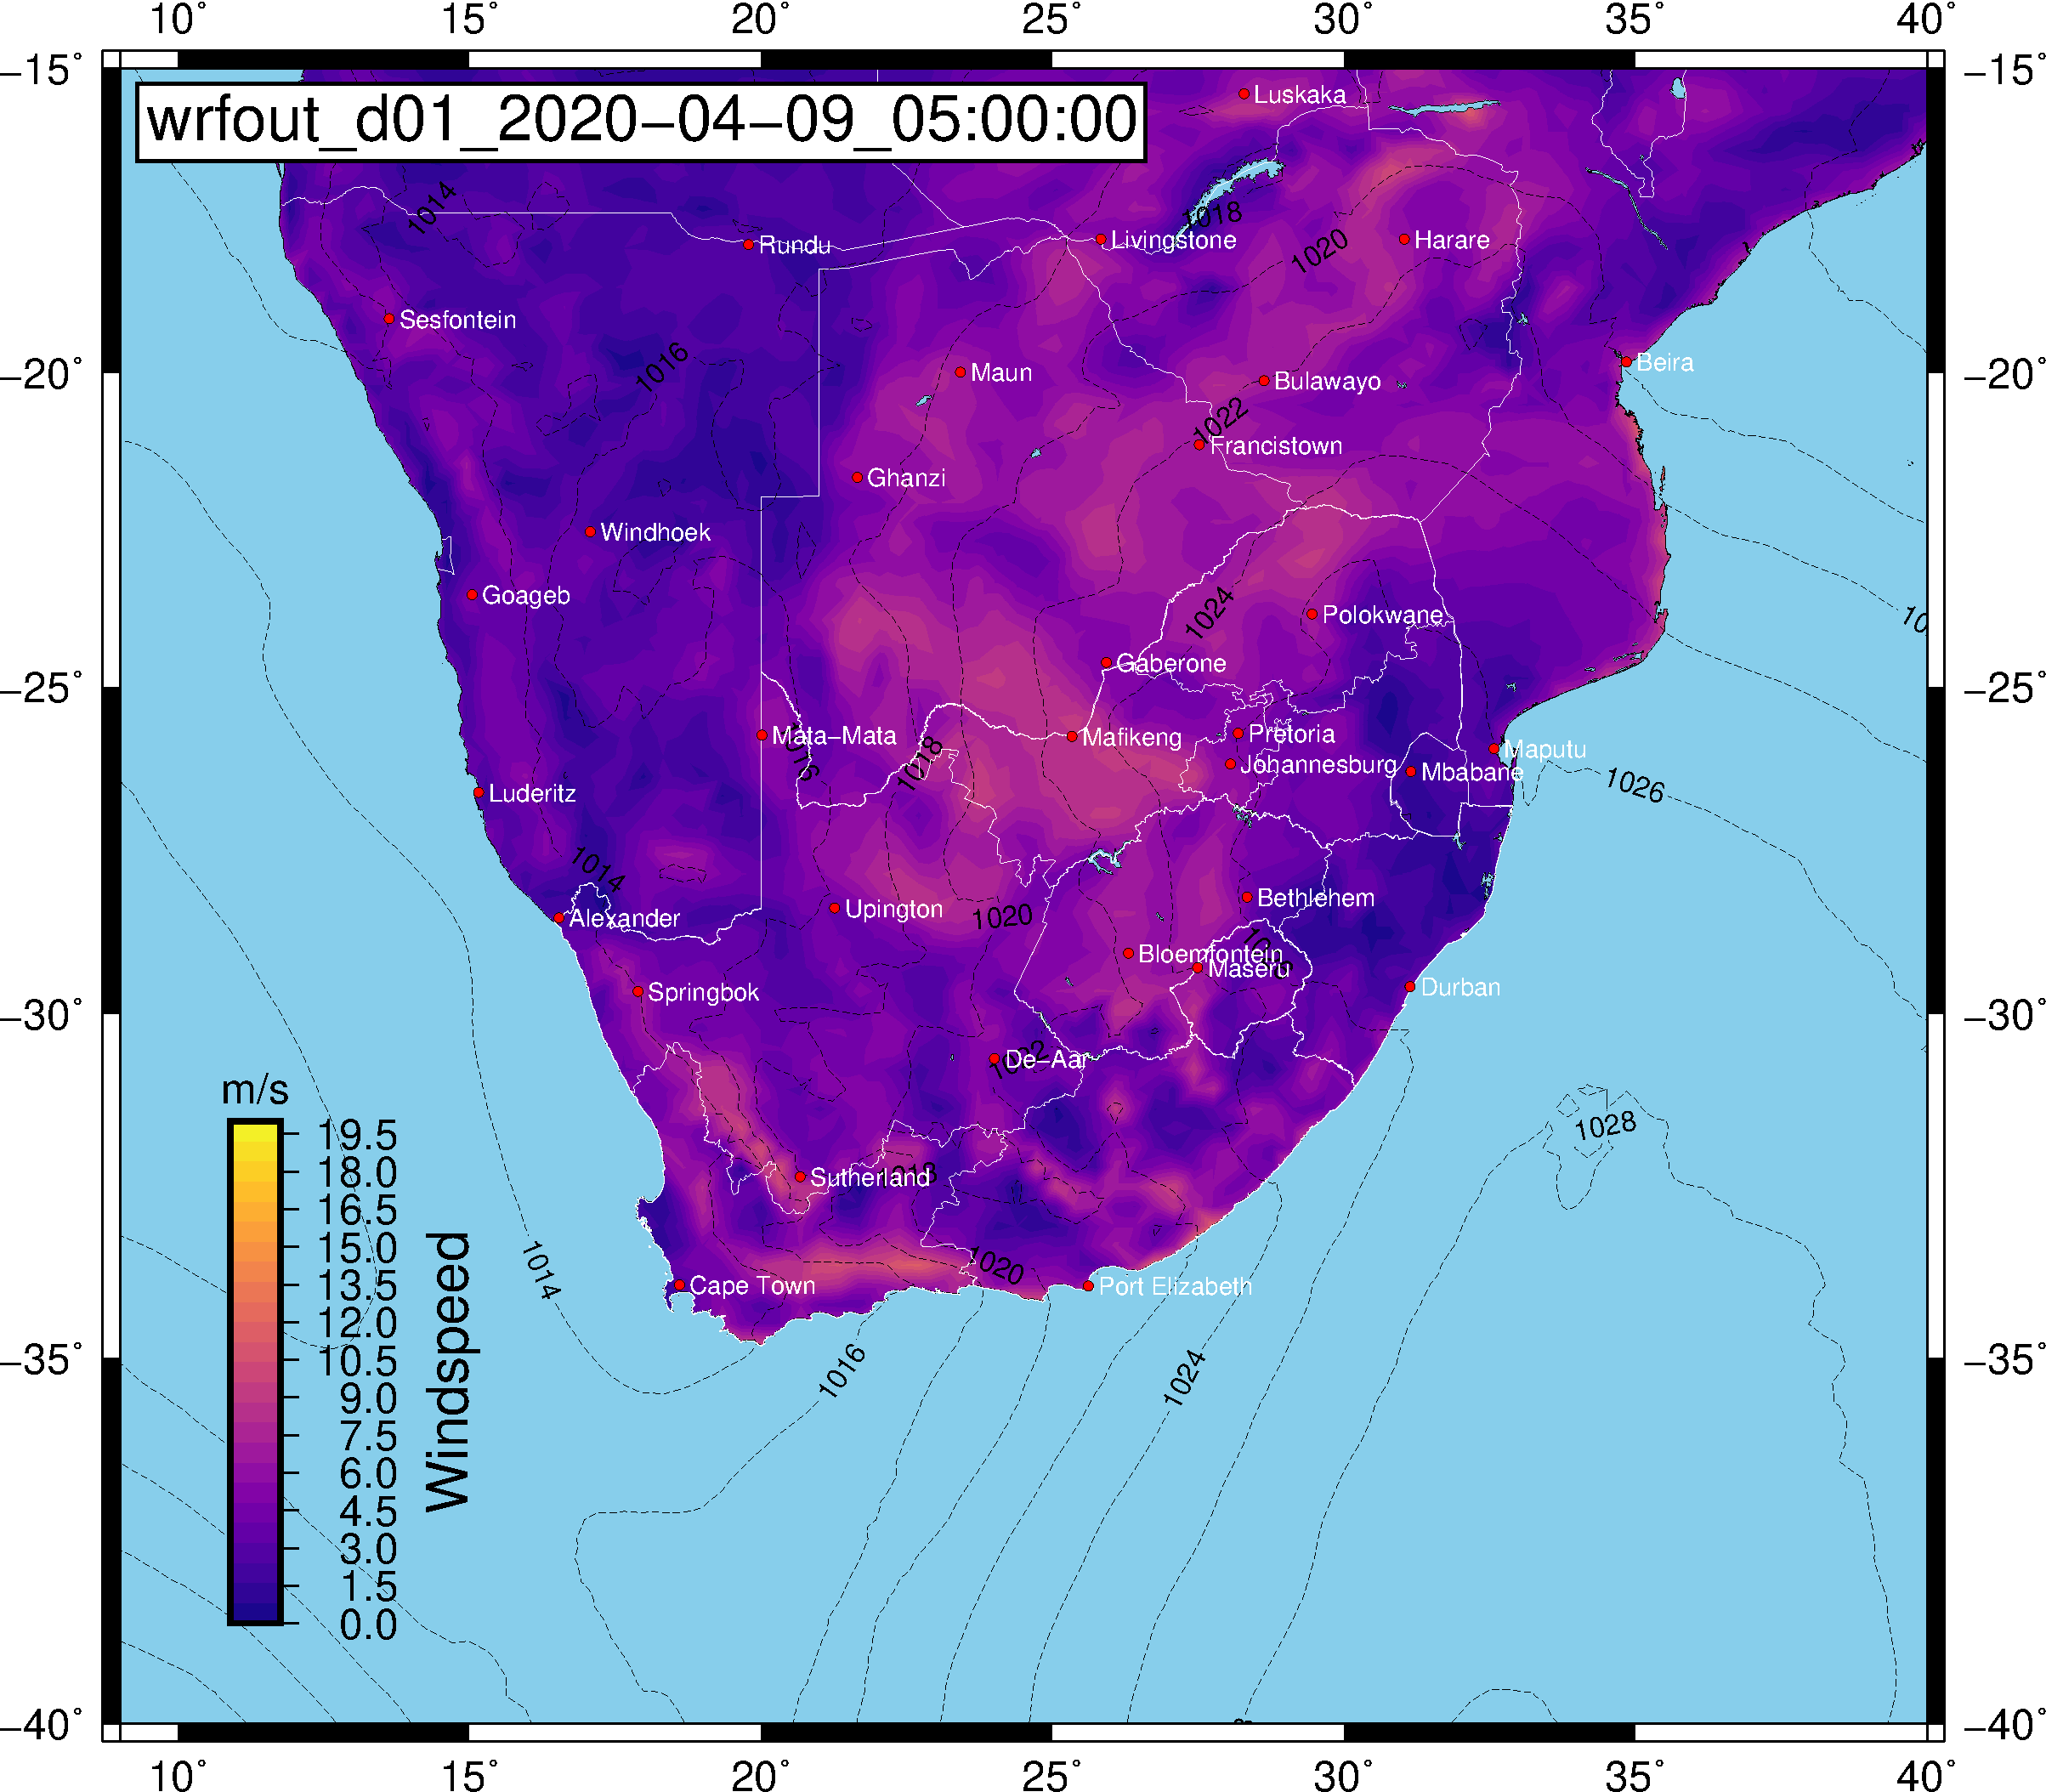 10° 15° 20° 25° 30° 35° 40°
−15° −15°
wrfout_d01_2020−04−09_05:00:00
Luskaka
1014
1018
Rundu
Livingstone
1020
Harare
Sesfontein
1016
Maun
Bulawayo
Beira
−20° −20°
1022
Francistown
Ghanzi
Windhoek
Goageb
1024
Polokwane
10
Gaberone
−25° −25°
Mata−Mata
1016
1018
Mafikeng
Pretoria
Maputu
Johannesburg
Mbabane
1026
Luderitz
1014
Alexander
Upington
1020
Bethlehem
Bloemfontein
Maseru
Springbok
Durban
−30° −30°
De−Aar
1022
m/s
1028
Sutherland
1018
1014
1020
Cape Town
Port Elizabeth
19.5
18.0
16.5
15.0
13.5
12.0
10.5
9.0
7.5
6.0
4.5
3.0
1.5
0.0
Windspeed
−35° −35°
1016
1024
−40° −40°
10° 15° 20° 25° 30° 35° 40°